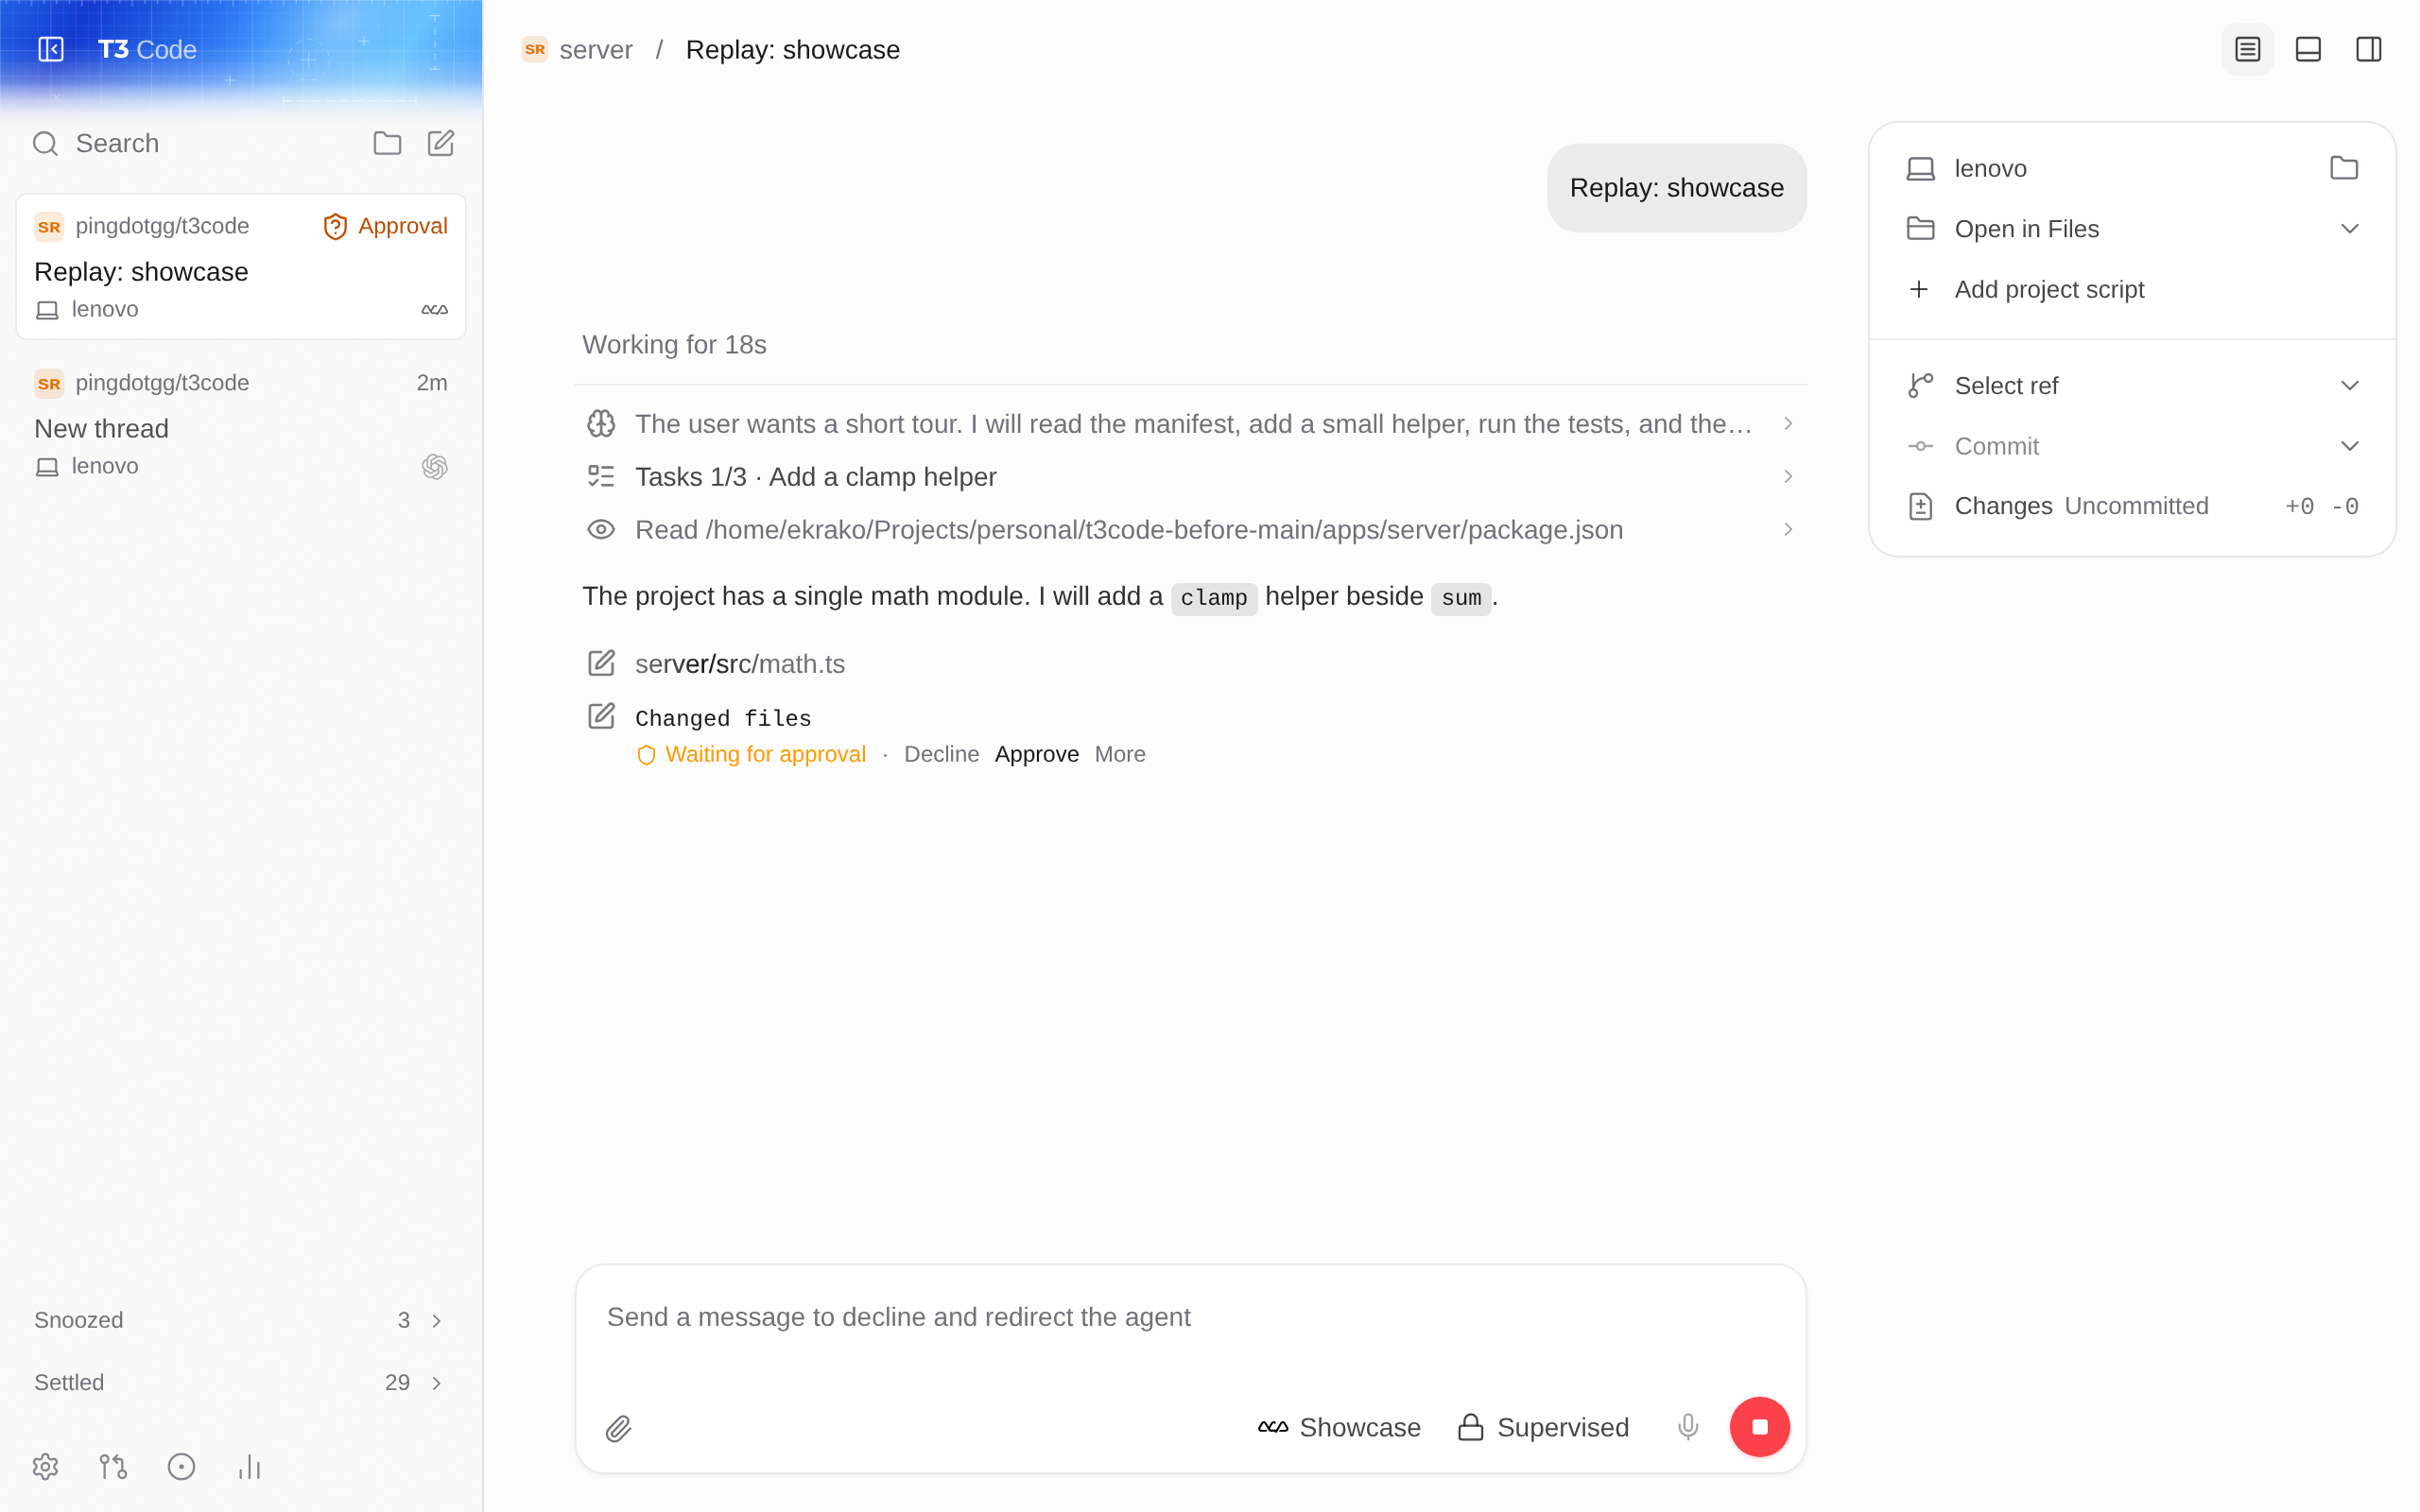 T3 Code
Search
SR pingdotgg/t3code Approval
Replay: showcase
lenovo
SR pingdotgg/t3code 2m
New thread
lenovo
Snoozed 3
Settled 29
SR server / Replay: showcase
Replay: showcase
Working for 18s
The user wants a short tour. I will read the manifest, add a small helper, run the tests, and the…
Tasks 1/3 · Add a clamp helper
Read /home/ekrako/Projects/personal/t3code-before-main/apps/server/package.json
The project has a single math module. I will add a clamp helper beside sum.
server/src/math.ts
Changed files
Waiting for approval · Decline Approve More
Send a message to decline and redirect the agent
Showcase Supervised
lenovo
Open in Files
Add project script
Select ref
Commit
Changes Uncommitted +0 -0